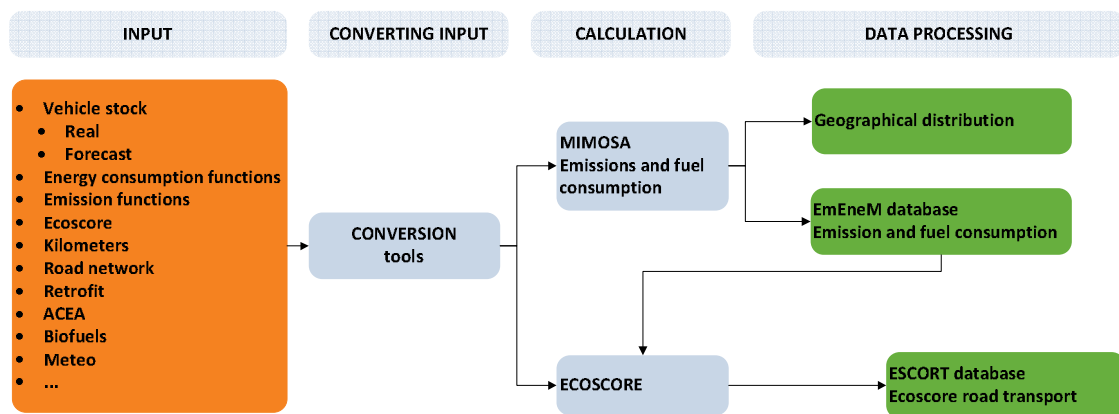 INPUT
CONVERTING INPUT
CALCULATION
DATA PROCESSING
• Vehicle stock
• Real
• Forecast
• Energy consumption functions
• Emission functions
• Ecoscore
• Kilometers
• Road network
• Retrofit
• ACEA
• Biofuels
• Meteo
• ...
CONVERSION
tools
MIMOSA
Emissions and fuel
consumption
Geographical distribution
EmEneM database
Emission and fuel consumption
ECOSCORE
ESCORT database
Ecoscore road transport